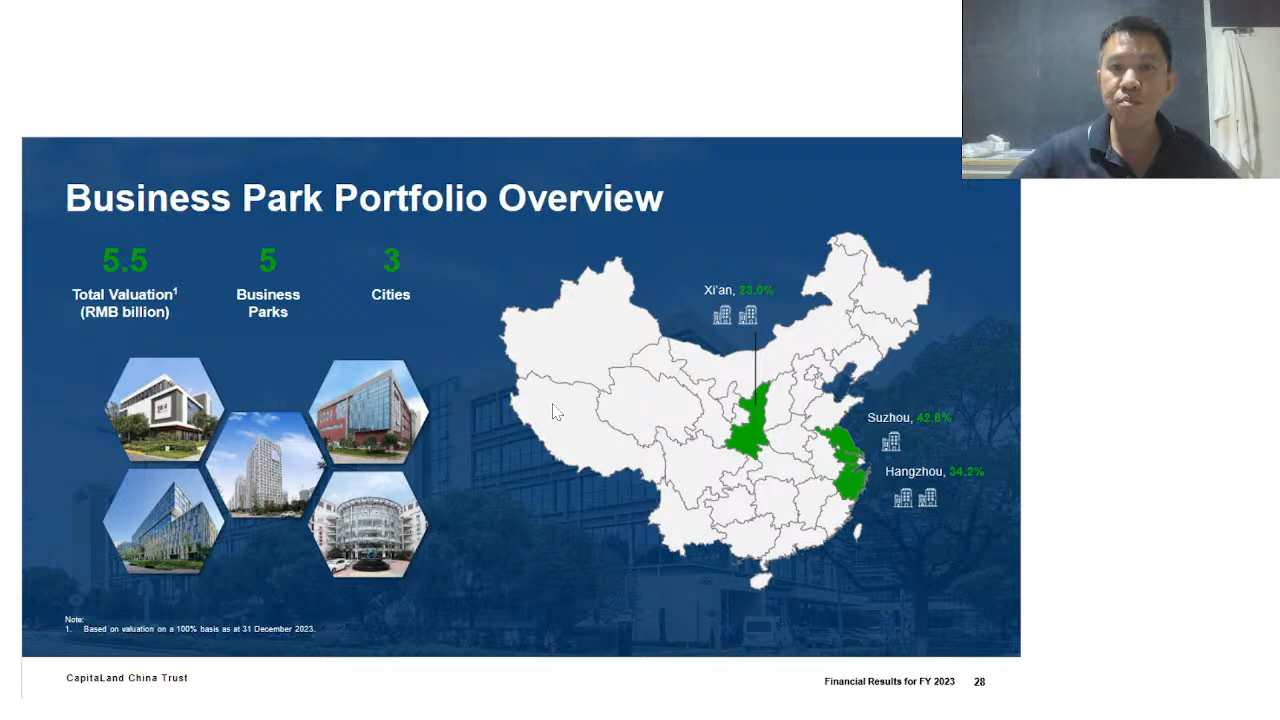 Business Park Portfolio Overview
5.5
Total Valuation1
(RMB billion)
5
Business
Parks
3
Cities
Xi'an, 23.0%
Suzhou, 42.8%
Hangzhou, 34.2%
Note:
1. Based on valuation on a 100% basis as at 31 December 2023.
CapitaLand China Trust
Financial Results for FY 2023 28